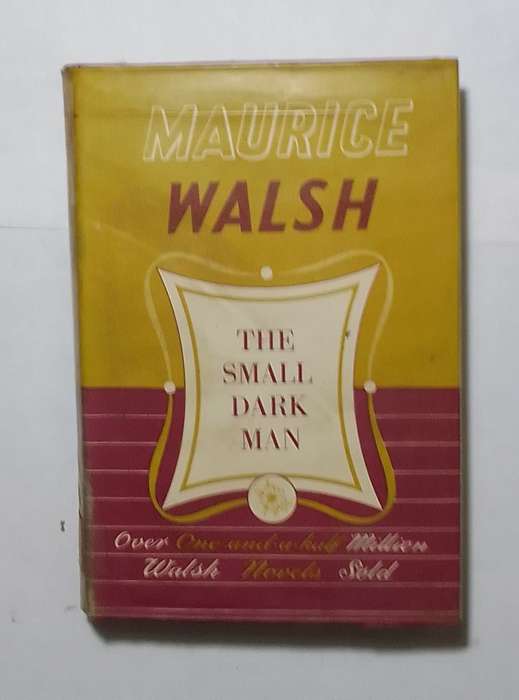 MAURICE
WALSH
THE
SMALL
DARK
MAN
Over One-and-a-half Million
Walsh Novels Sold